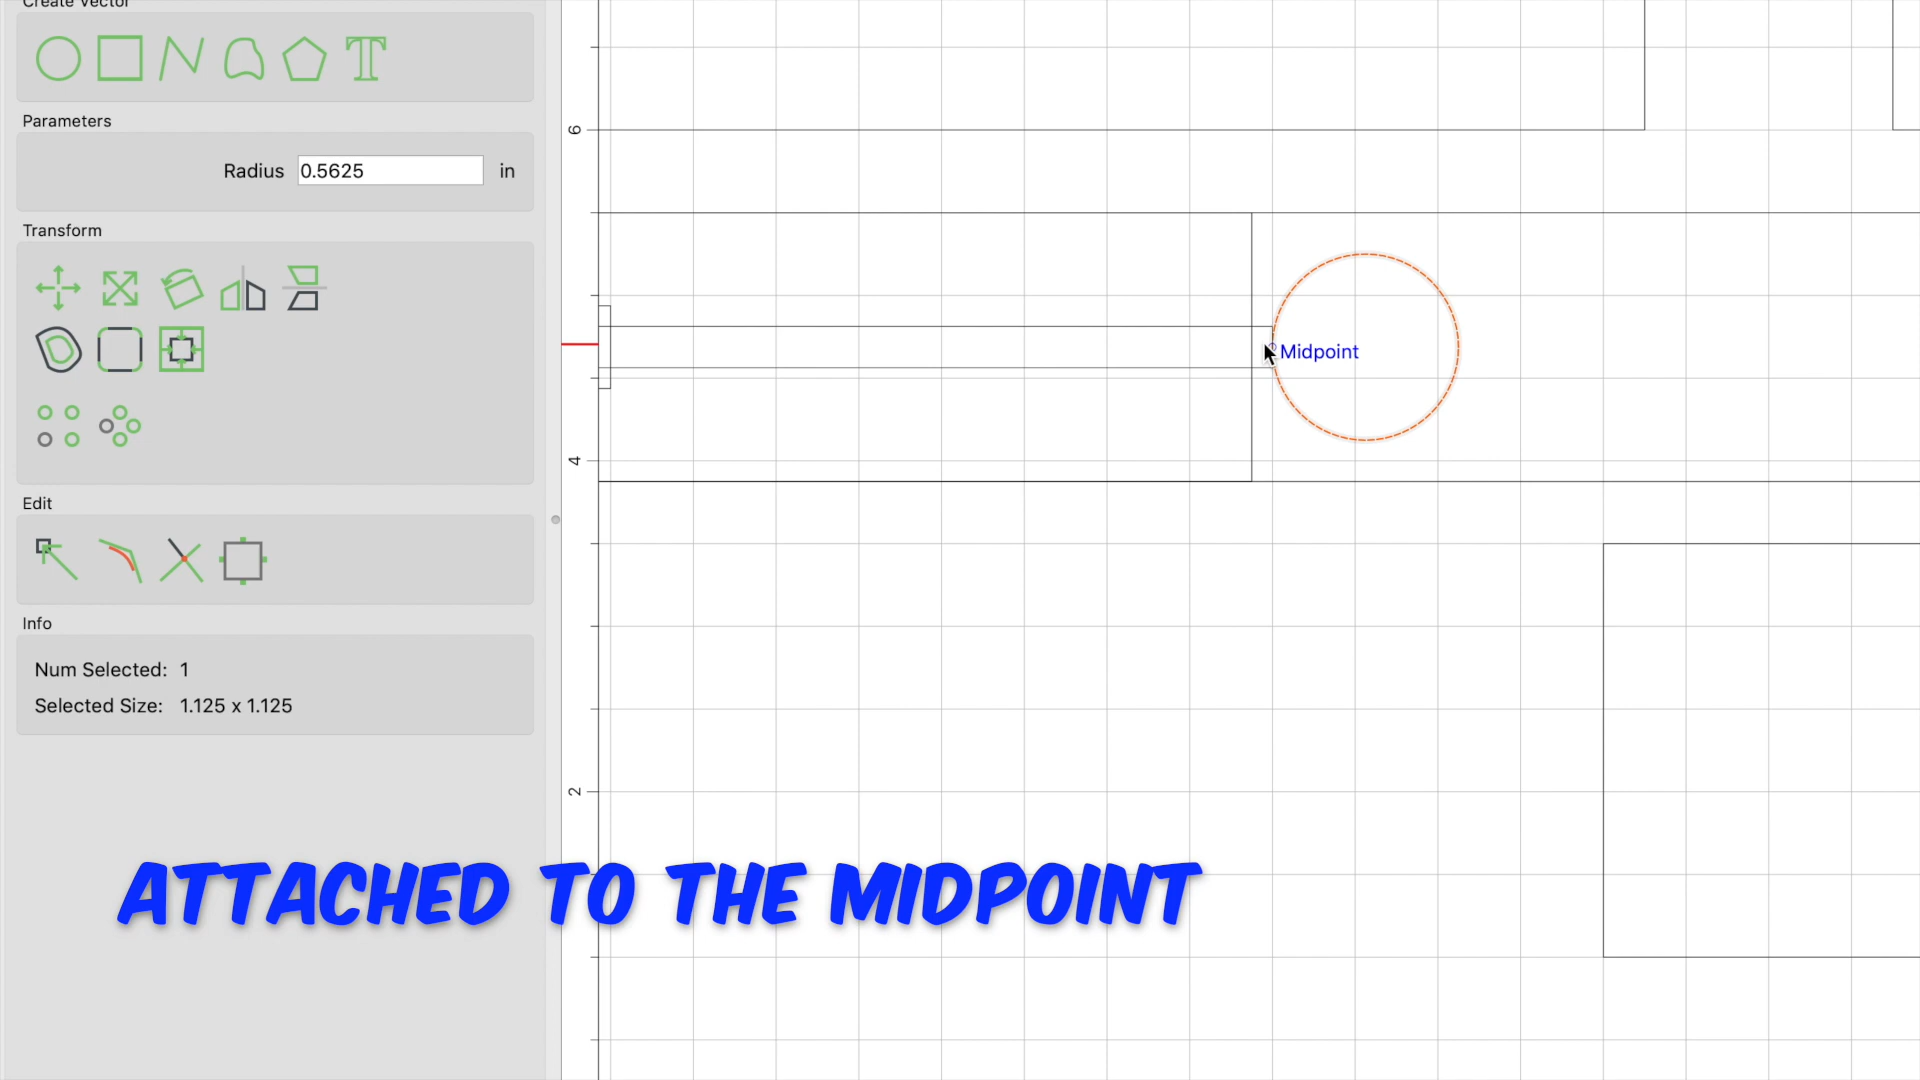 Create Vector
T
Parameters
Radius 0.5625 in
Transform
Edit
Info
Num Selected: 1
Selected Size: 1.125 x 1.125
6
Midpoint
4
2
ATTACHED TO THE MIDPOINT